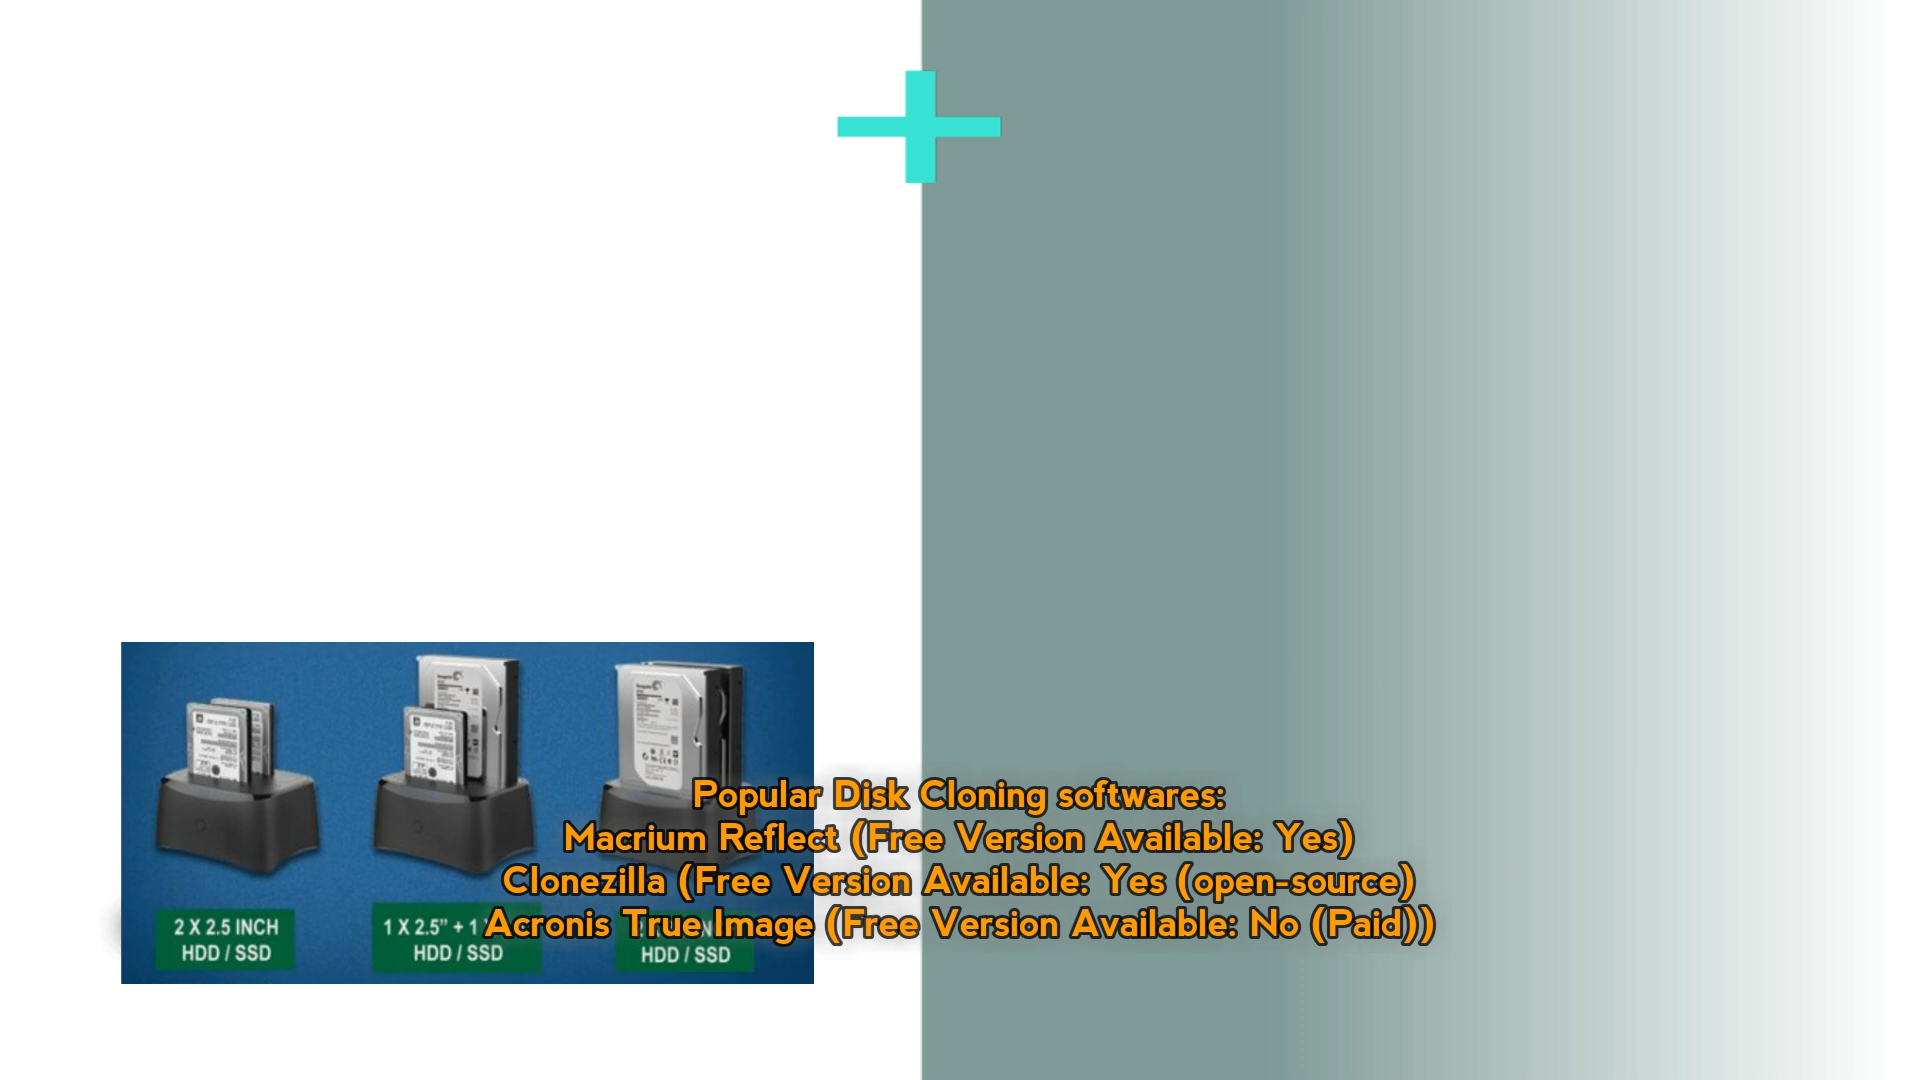 Popular Disk Cloning softwares:
Macrium Reflect (Free Version Available: Yes)
Clonezilla (Free Version Available: Yes (open-source)
Acronis True Image (Free Version Available: No (Paid))
2 X 2.5 INCH
HDD / SSD
1 X 2.5” + 1
HDD / SSD
HDD / SSD